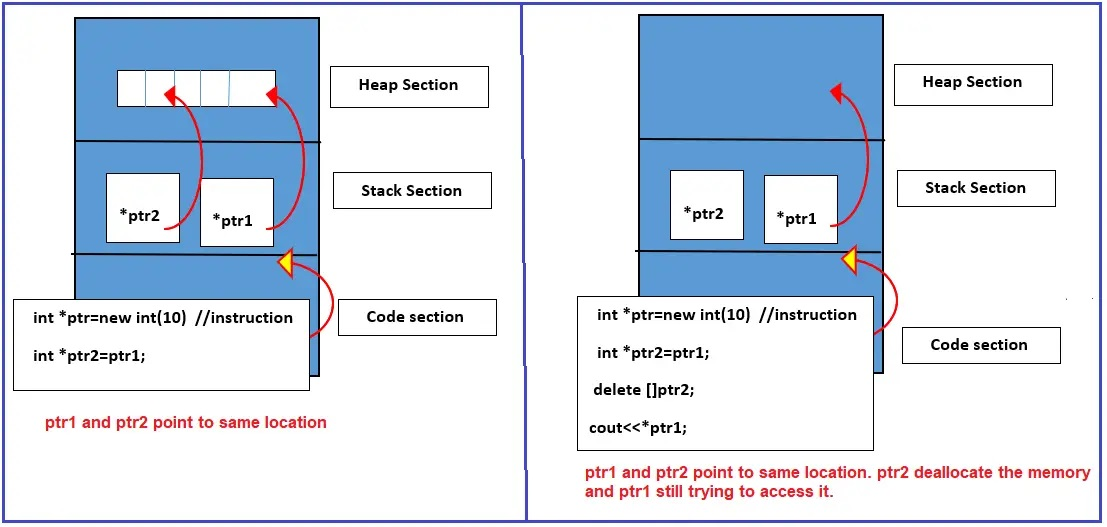 Heap Section
*ptr2
*ptr1
Stack Section
int *ptr=new int(10)  //instruction
int *ptr2=ptr1;
Code section
ptr1 and ptr2 point to same location
Heap Section
*ptr2
*ptr1
Stack Section
int *ptr=new int(10)  //instruction
int *ptr2=ptr1;
delete []ptr2;
cout<<*ptr1;
Code section
ptr1 and ptr2 point to same location. ptr2 deallocate the memory
and ptr1 still trying to access it.